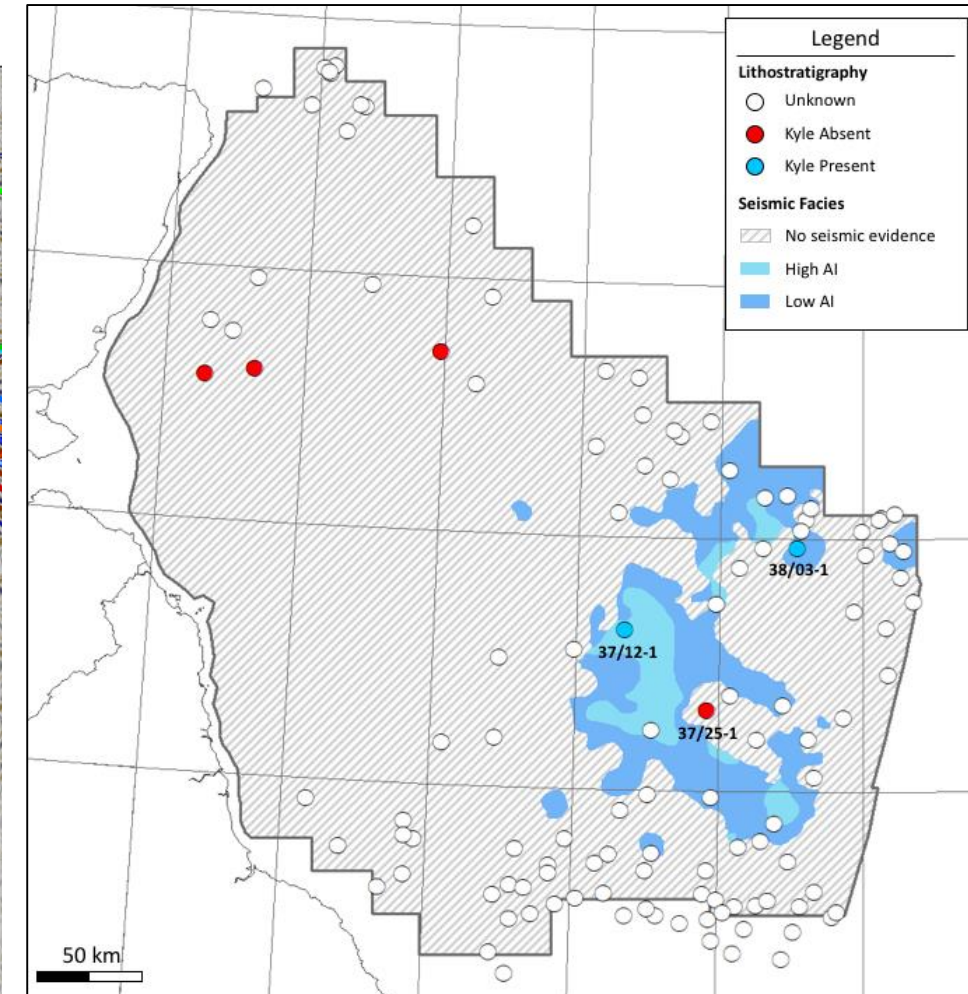 Legend
Lithostratigraphy
Unknown
Kyle Absent
Kyle Present
Seismic Facies
No seismic evidence
High AI
Low AI
38/03-1
37/12-1
37/25-1
50 km